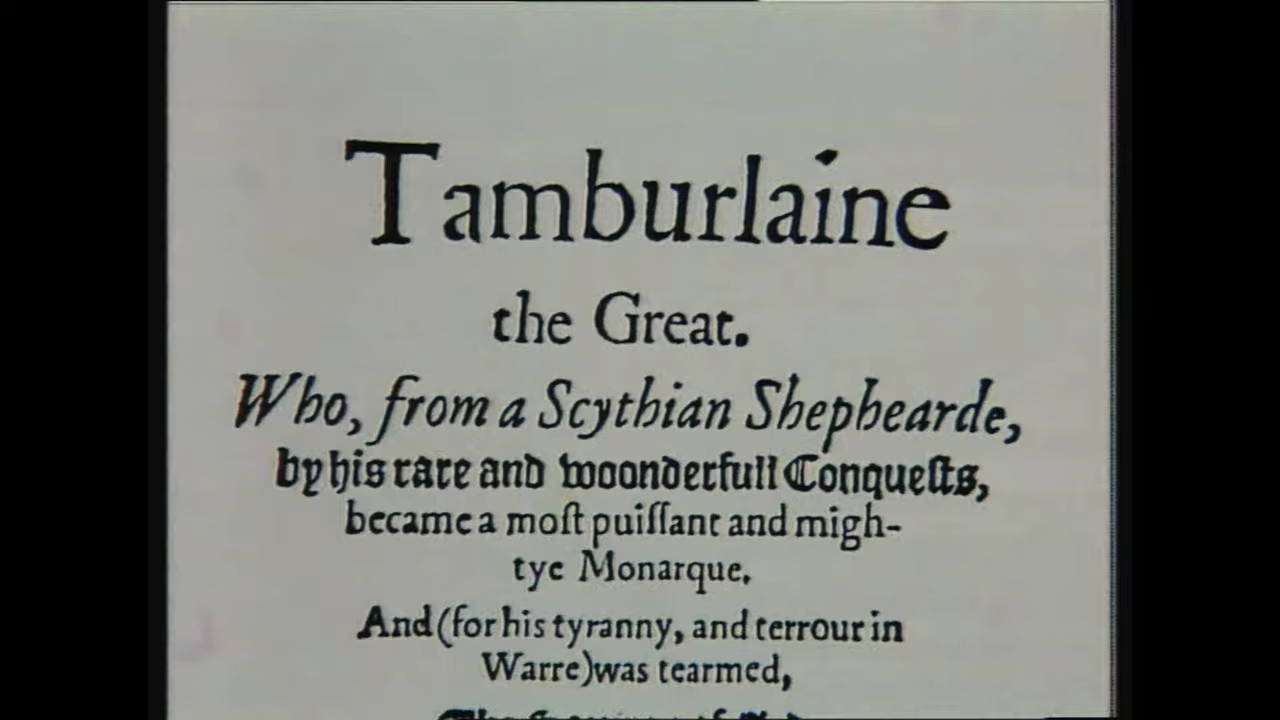 Tamburlaine
the Great.
Who, from a Scythian Shephearde,
by his rare and woonderfull Conqueſts,
became a moſt puiſſant and migh-
tye Monarque.
And (for his tyranny, and terrour in
Warre) was tearmed,